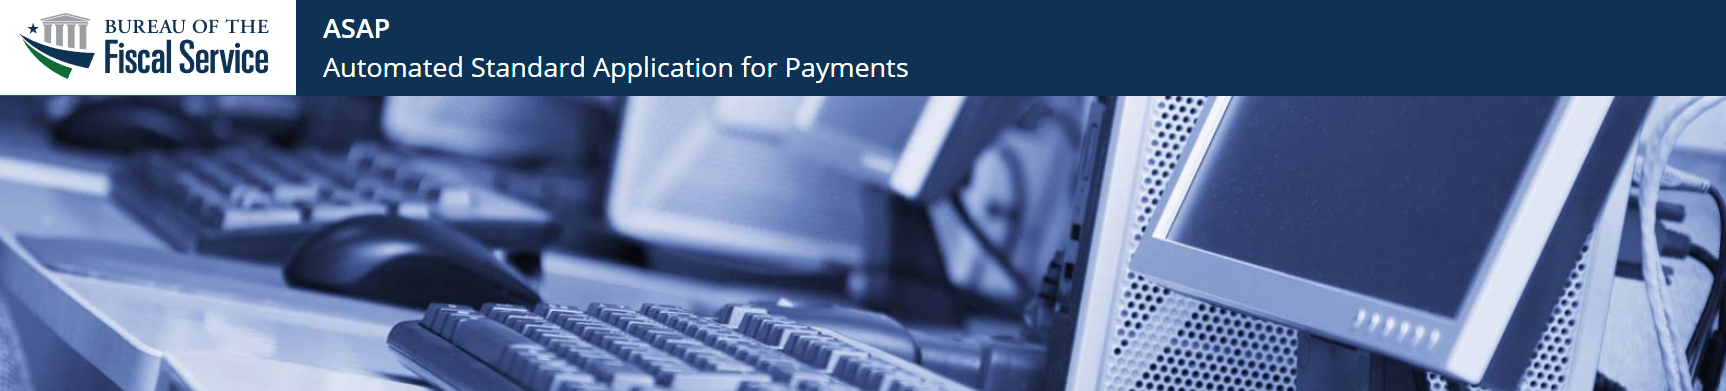 BUREAU OF THE
Fiscal Service
ASAP
Automated Standard Application for Payments